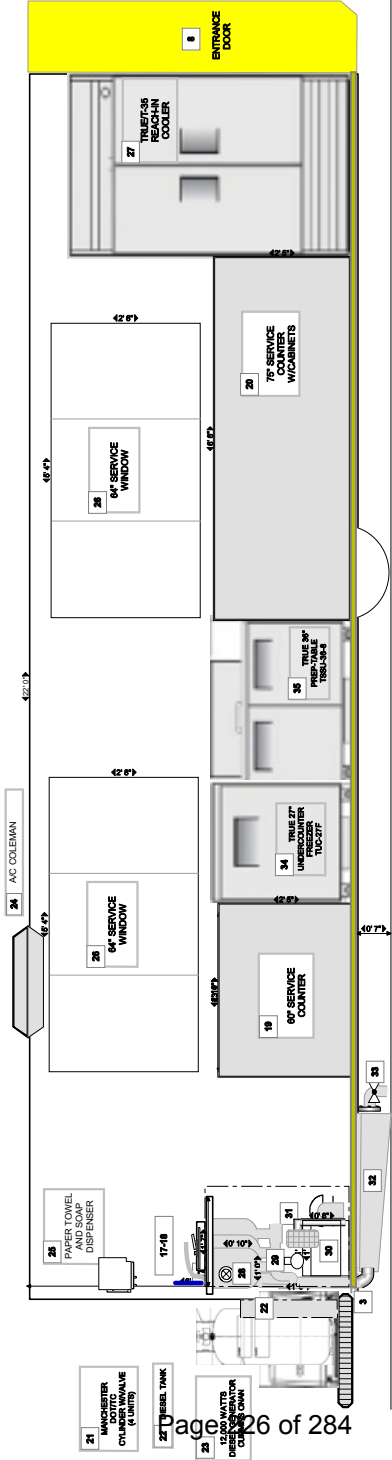 8
ENTRANCE
DOOR
27
TRUE/T-35
REACH-IN
COOLER
2' 5"
20
75" SERVICE
COUNTER
W/CABINETS
2' 6"
5' 4"
26
64" SERVICE
WINDOW
22' 0"
35
TRUE 36"
PREP-TABLE
TSSU-36-8
34
TRUE 27"
UNDERCOUNTER
FREEZER
TUC-27F
24
A/C COLEMAN
2' 6"
5' 4"
26
64" SERVICE
WINDOW
2' 6"
19
60" SERVICE
COUNTER
0' 7"
33
32
25
PAPER TOWEL
AND SOAP
DISPENSER
17-18
0' 10"
1' 0"
28
29
30
31
0' 8"
3
22
21
MANCHESTER
DOT/TC
CYLINDER W/VALVE
(4 UNITS)
22
DIESEL TANK
23
12,000 WATTS
DIESEL GENERATOR
CUMMINS ONAN
Page of 284